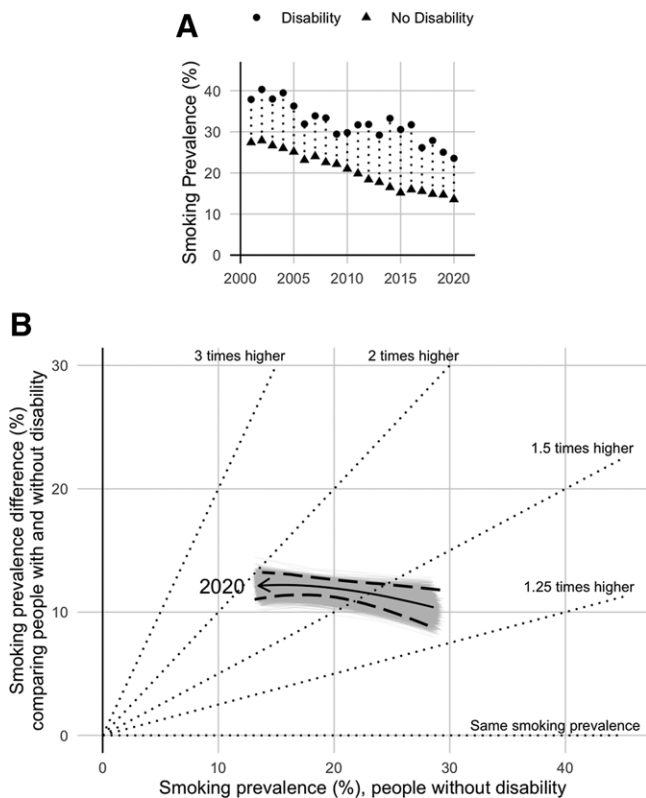 A
Disability No Disability
Smoking Prevalence (%)
40
30
20
10
0
2000 2005 2010 2015 2020
B
Smoking prevalence difference (%)
comparing people with and without disability
30
20
10
0
3 times higher
2 times higher
1.5 times higher
1.25 times higher
2020
Same smoking prevalence
0 10 20 30 40
Smoking prevalence (%), people without disability